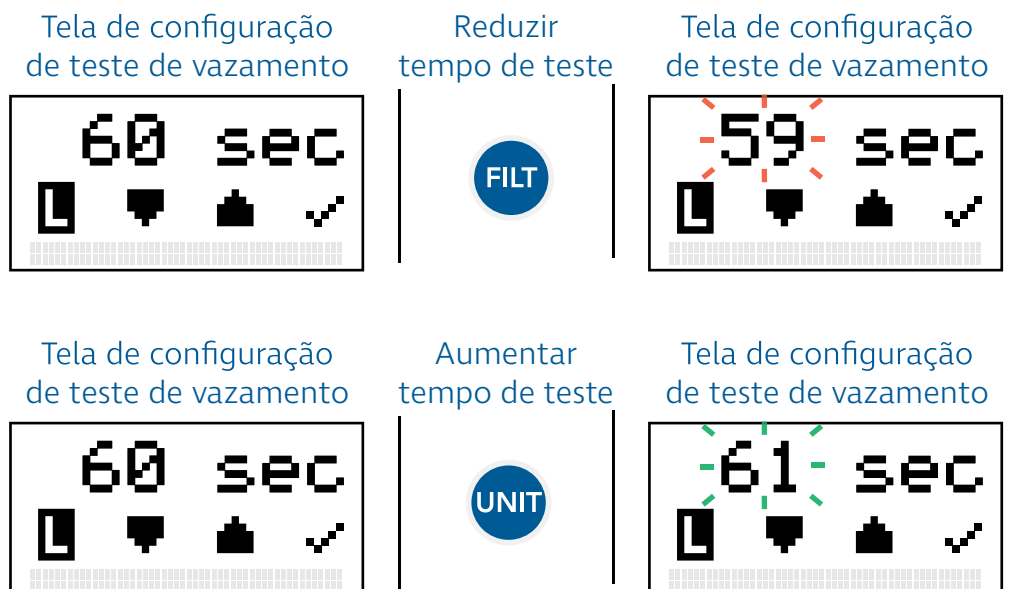 Tela de configuração
de teste de vazamento
Reduzir
tempo de teste
Tela de configuração
de teste de vazamento
60 sec
L
FILT
59 sec
L
Tela de configuração
de teste de vazamento
Aumentar
tempo de teste
Tela de configuração
de teste de vazamento
60 sec
L
UNIT
61 sec
L